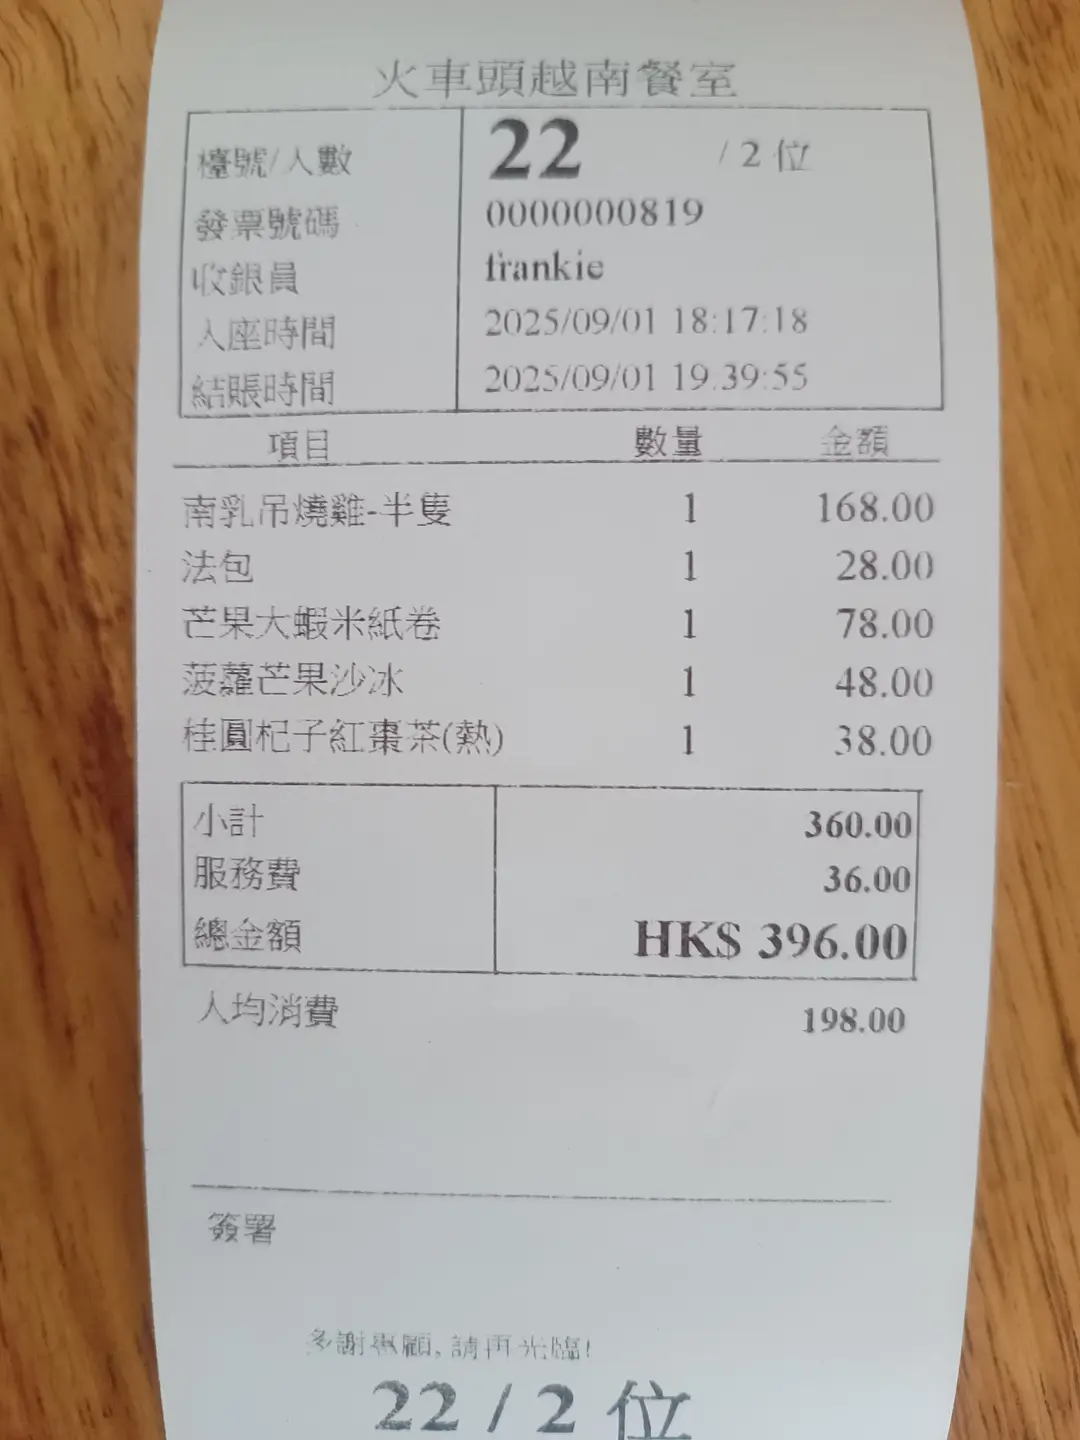 火車頭越南餐室
檯號/人數 22 / 2 位
發票號碼 0000000819
收銀員 frankie
入座時間 2025/09/01 18:17:18
結賬時間 2025/09/01 19:39:55
項目 數量 金額
南乳吊燒雞-半隻 1 168.00
法包 1 28.00
芒果大蝦米紙卷 1 78.00
菠蘿芒果沙冰 1 48.00
桂圓杞子紅棗茶(熱) 1 38.00
小計 360.00
服務費 36.00
總金額 HK$ 396.00
人均消費 198.00
簽署
多謝惠顧, 請再光臨!
22 / 2 位